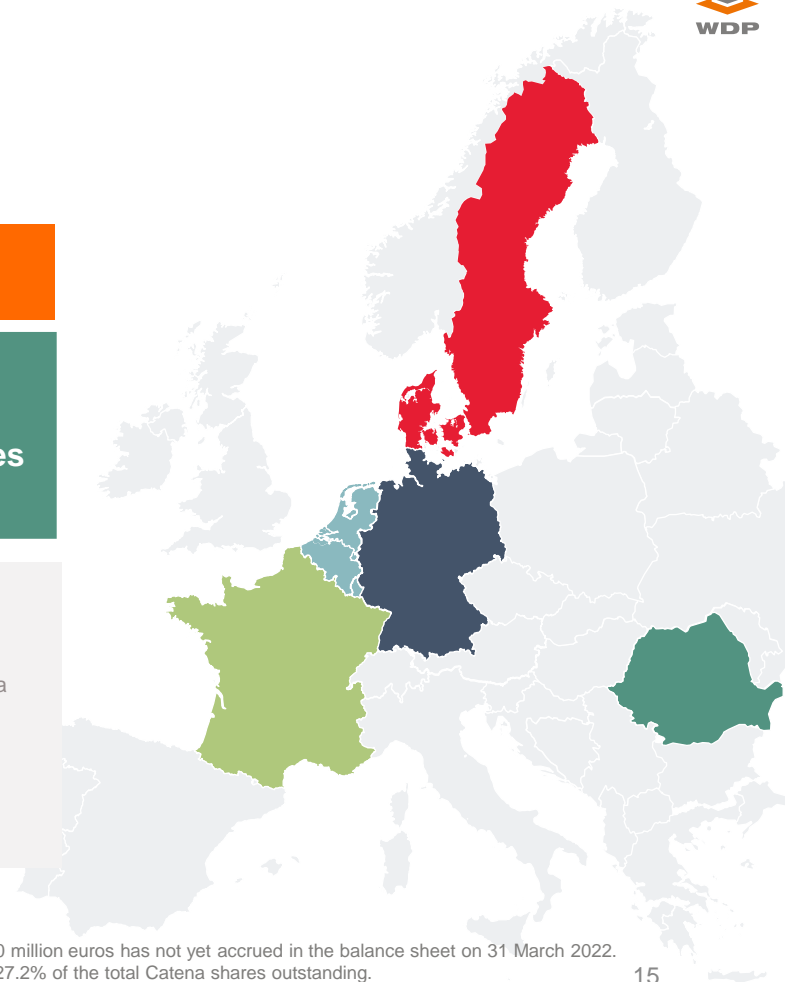 WDP
es
a
0 million euros has not yet accrued in the balance sheet on 31 March 2022.
27.2% of the total Catena shares outstanding.
15